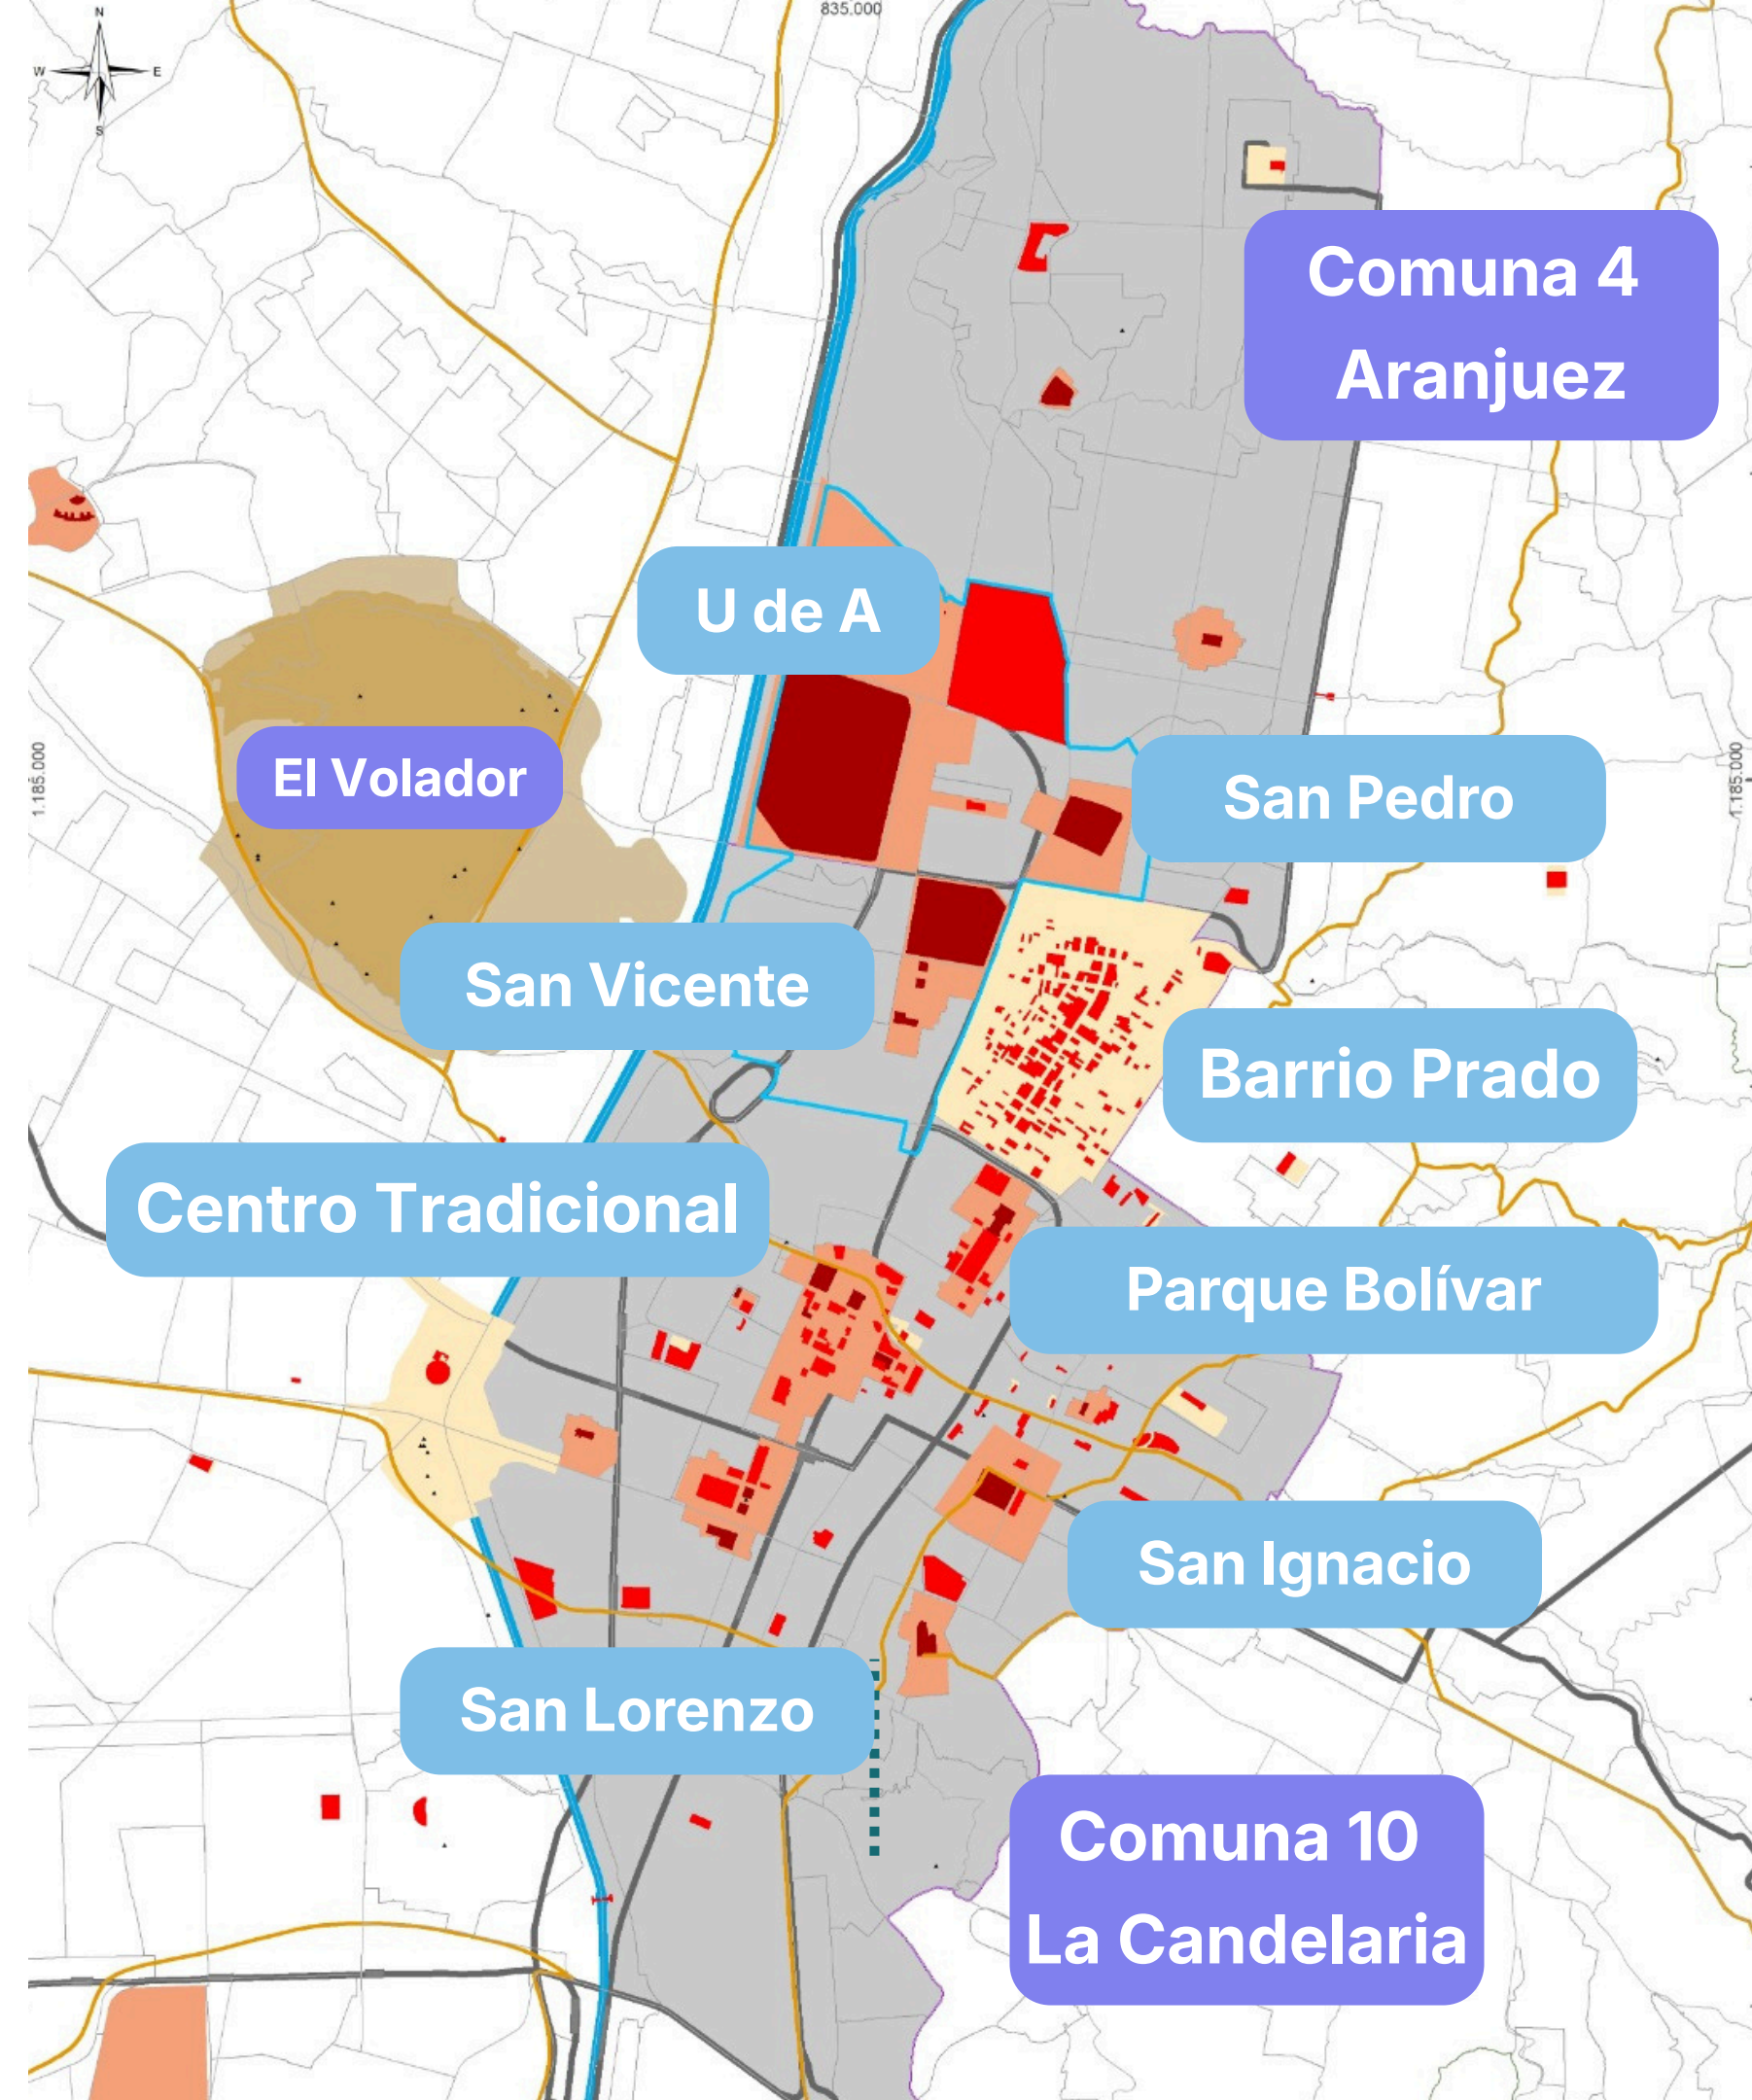 835.000
N
W
E
S
Comuna 4
Aranjuez
U de A
1.185.000
El Volador
San Pedro
1.185.000
San Vicente
Barrio Prado
Centro Tradicional
Parque Bolívar
San Ignacio
San Lorenzo
Comuna 10
La Candelaria